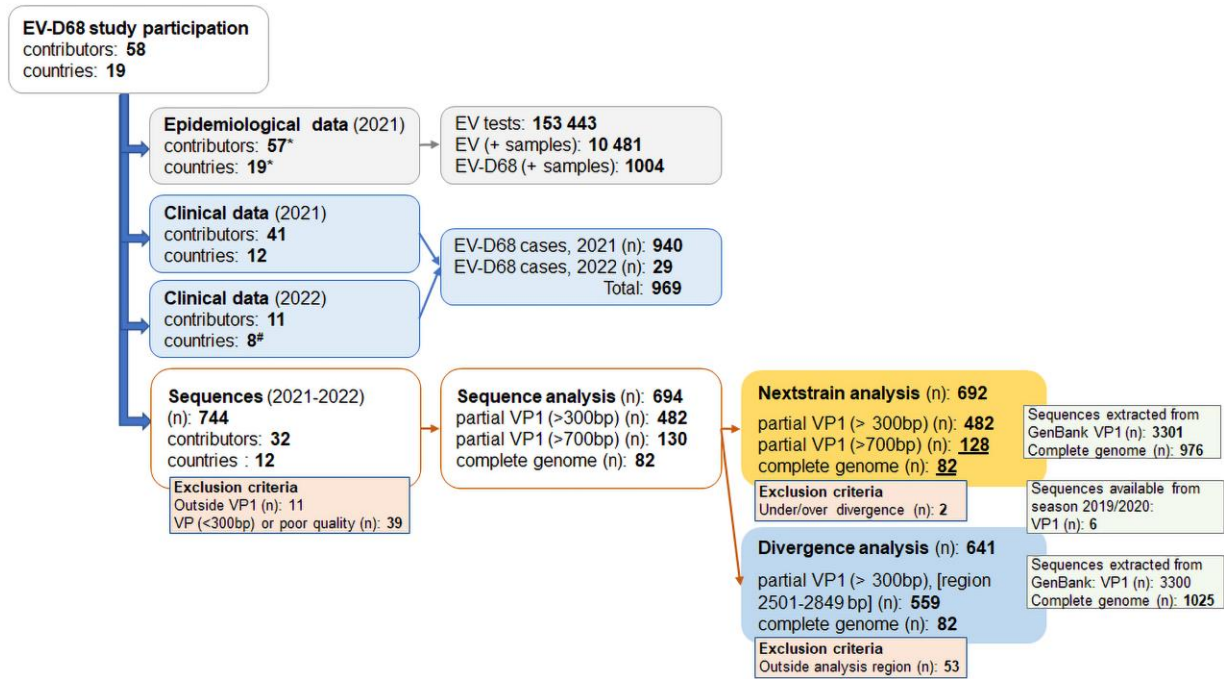 EV-D68 study participation
contributors: 58
countries: 19
Epidemiological data (2021)
contributors: 57*
countries: 19*
EV tests: 153 443
EV (+ samples): 10 481
EV-D68 (+ samples): 1004
Clinical data (2021)
contributors: 41
countries: 12
EV-D68 cases, 2021 (n): 940
EV-D68 cases, 2022 (n): 29
Total: 969
Clinical data (2022)
contributors: 11
countries: 8#
Sequences (2021-2022)
(n): 744
contributors: 32
countries : 12
Exclusion criteria
Outside VP1 (n): 11
VP (<300bp) or poor quality (n): 39
Sequence analysis (n): 694
partial VP1 (>300bp) (n): 482
partial VP1 (>700bp) (n): 130
complete genome (n): 82
Nextstrain analysis (n): 692
partial VP1 (> 300bp) (n): 482
partial VP1 (>700bp) (n): 128
complete genome (n): 82
Exclusion criteria
Under/over divergence (n): 2
Sequences extracted from
GenBank VP1 (n): 3301
Complete genome (n): 976
Sequences available from
season 2019/2020:
VP1 (n): 6
Divergence analysis (n): 641
partial VP1 (> 300bp), [region
2501-2849 bp] (n): 559
complete genome (n): 82
Exclusion criteria
Outside analysis region (n): 53
Sequences extracted from
GenBank: VP1 (n): 3300
Complete genome (n): 1025